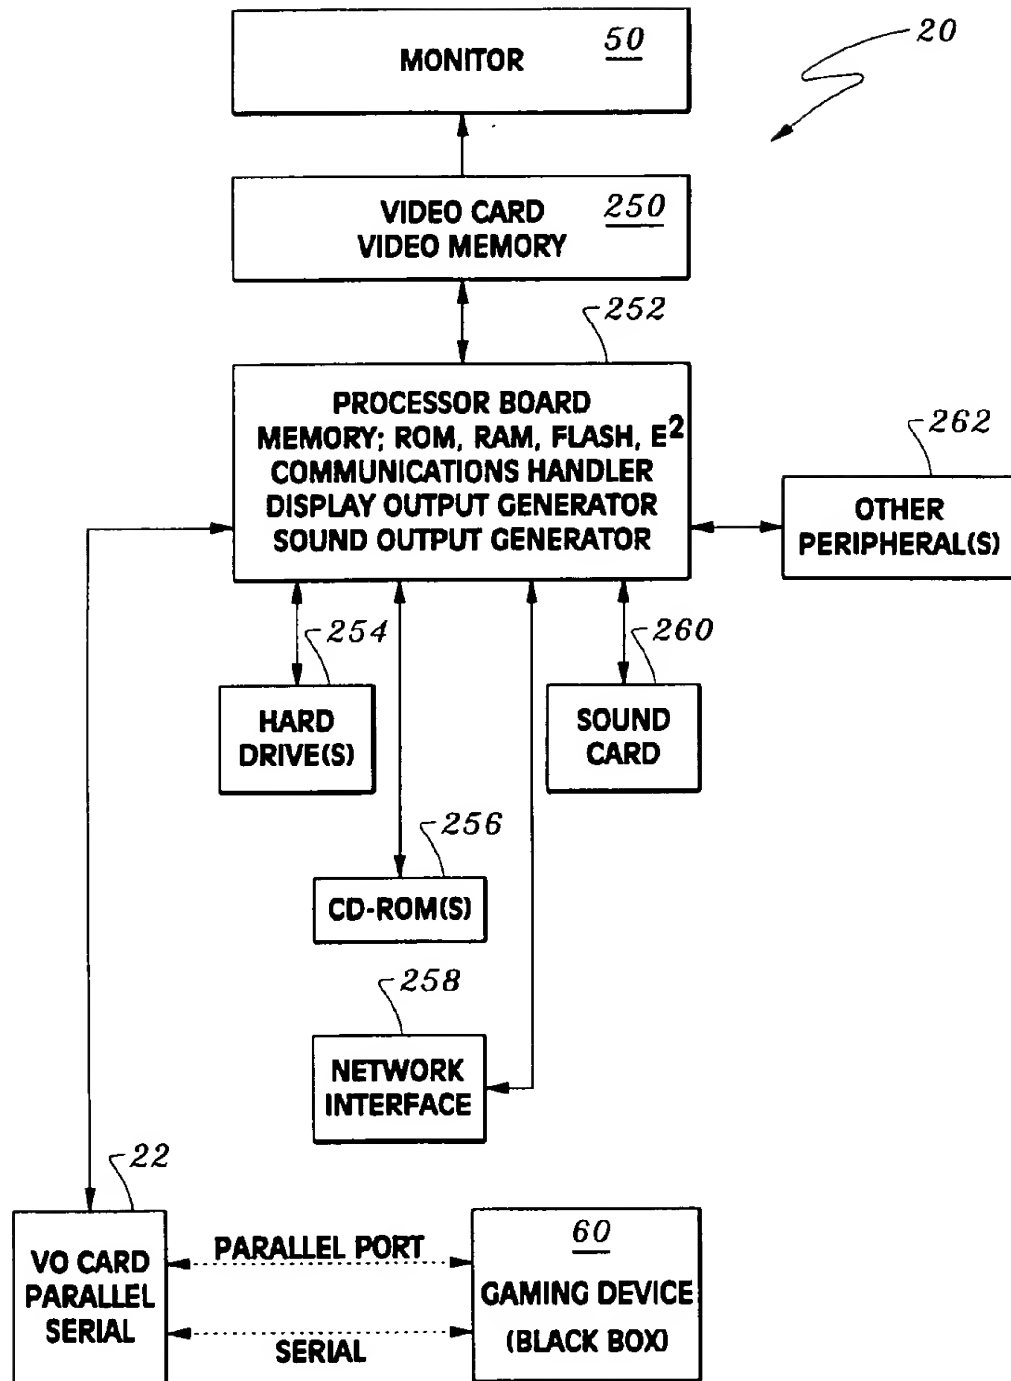 MONITOR 50
20
VIDEO CARD 250
VIDEO MEMORY
252
PROCESSOR BOARD
MEMORY; ROM, RAM, FLASH, E²
COMMUNICATIONS HANDLER
DISPLAY OUTPUT GENERATOR
SOUND OUTPUT GENERATOR
262
OTHER
PERIPHERAL(S)
254
HARD
DRIVE(S)
260
SOUND
CARD
256
CD-ROM(S)
258
NETWORK
INTERFACE
22
VO CARD
PARALLEL
SERIAL
PARALLEL PORT
SERIAL
60
GAMING DEVICE
(BLACK BOX)